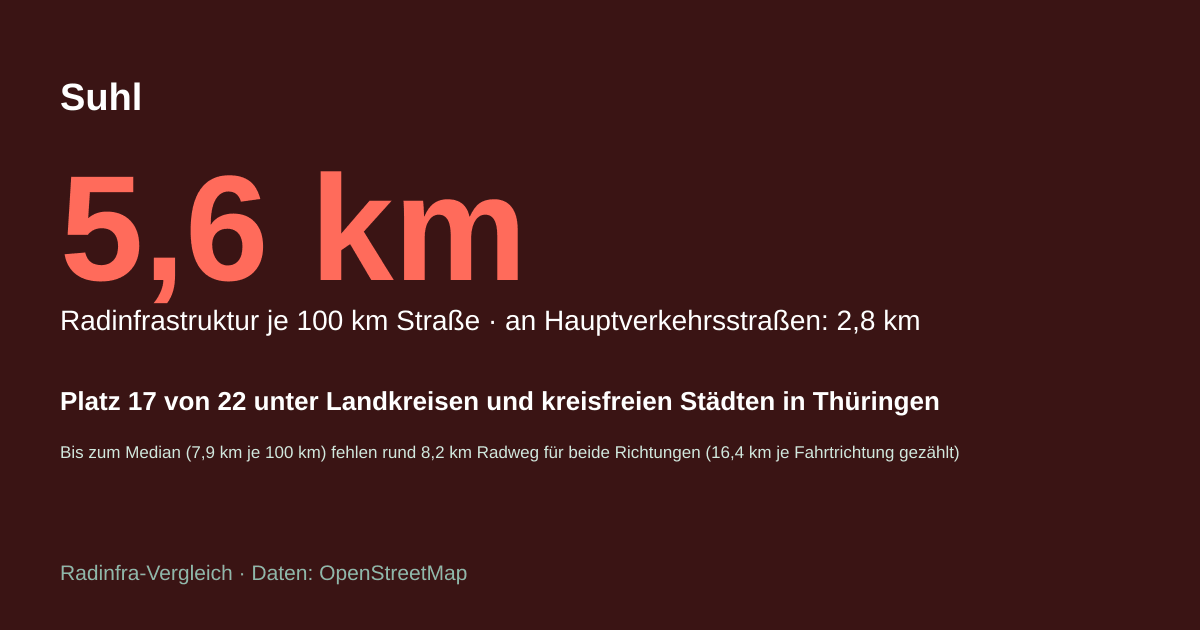 Suhl
5,6 km
Radinfrastruktur je 100 km Straße · an Hauptverkehrsstraßen: 2,8 km
Platz 17 von 22 unter Landkreisen und kreisfreien Städten in Thüringen
Bis zum Median (7,9 km je 100 km) fehlen rund 8,2 km Radweg für beide Richtungen (16,4 km je Fahrtrichtung gezählt)
Radinfra-Vergleich · Daten: OpenStreetMap